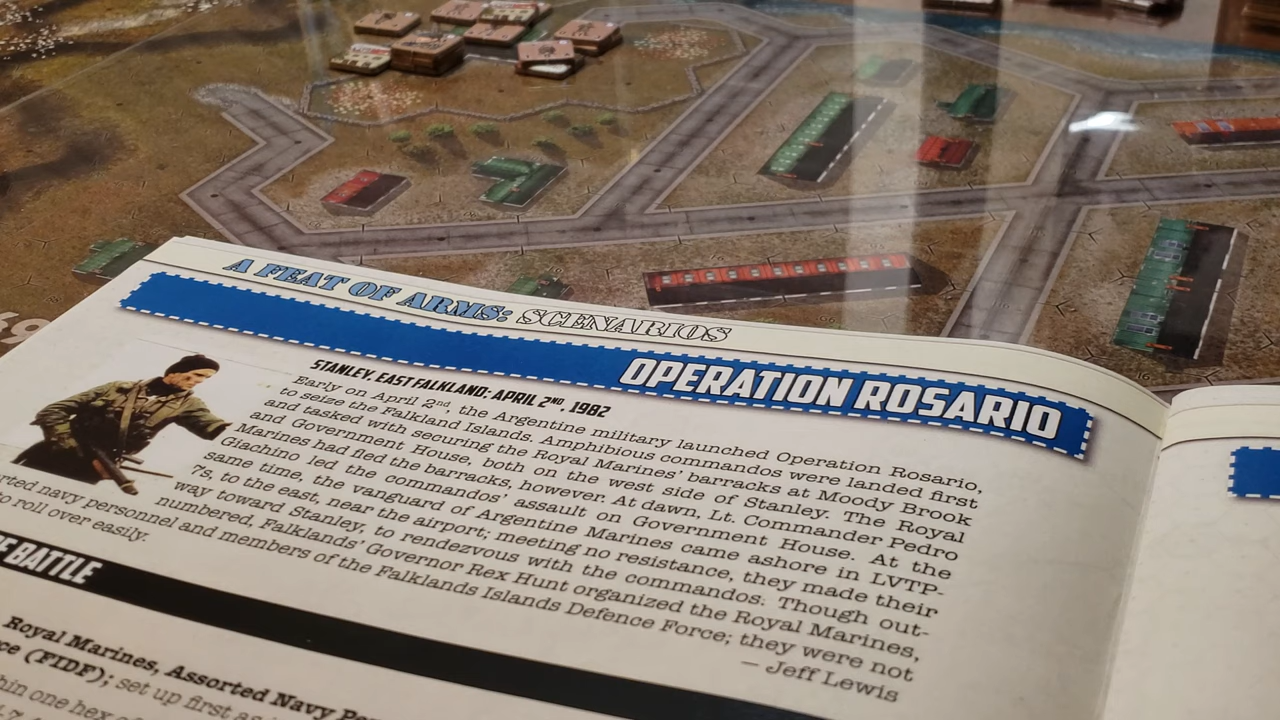 A FEAT OF ARMS: SCENARIOS
OPERATION ROSARIO
STANLEY, EAST FALKLAND; APRIL 2ND, 1982
Early on April 2nd, the Argentine military launched Operation Rosario,
to seize the Falkland Islands. Amphibious commandos were landed first
and tasked with securing the Royal Marines' barracks at Moody Brook
and Government House, both on the west side of Stanley. The Royal
Marines had fled the barracks, however. At dawn, Lt. Commander Pedro
Giachino led the commandos' assault on Government House. At the
same time, the vanguard of Argentine Marines came ashore in LVTP-
7s, to the east, near the airport; meeting no resistance, they made their
way toward Stanley, to rendezvous with the commandos. Though out-
numbered, Falklands' Governor Rex Hunt organized the Royal Marines,
navy personnel and members of the Falklands Islands Defence Force; they were not
to roll over easily.
— Jeff Lewis
BATTLE
Royal Marines, Assorted Navy
(FIDF); set up first as
one hex of
69